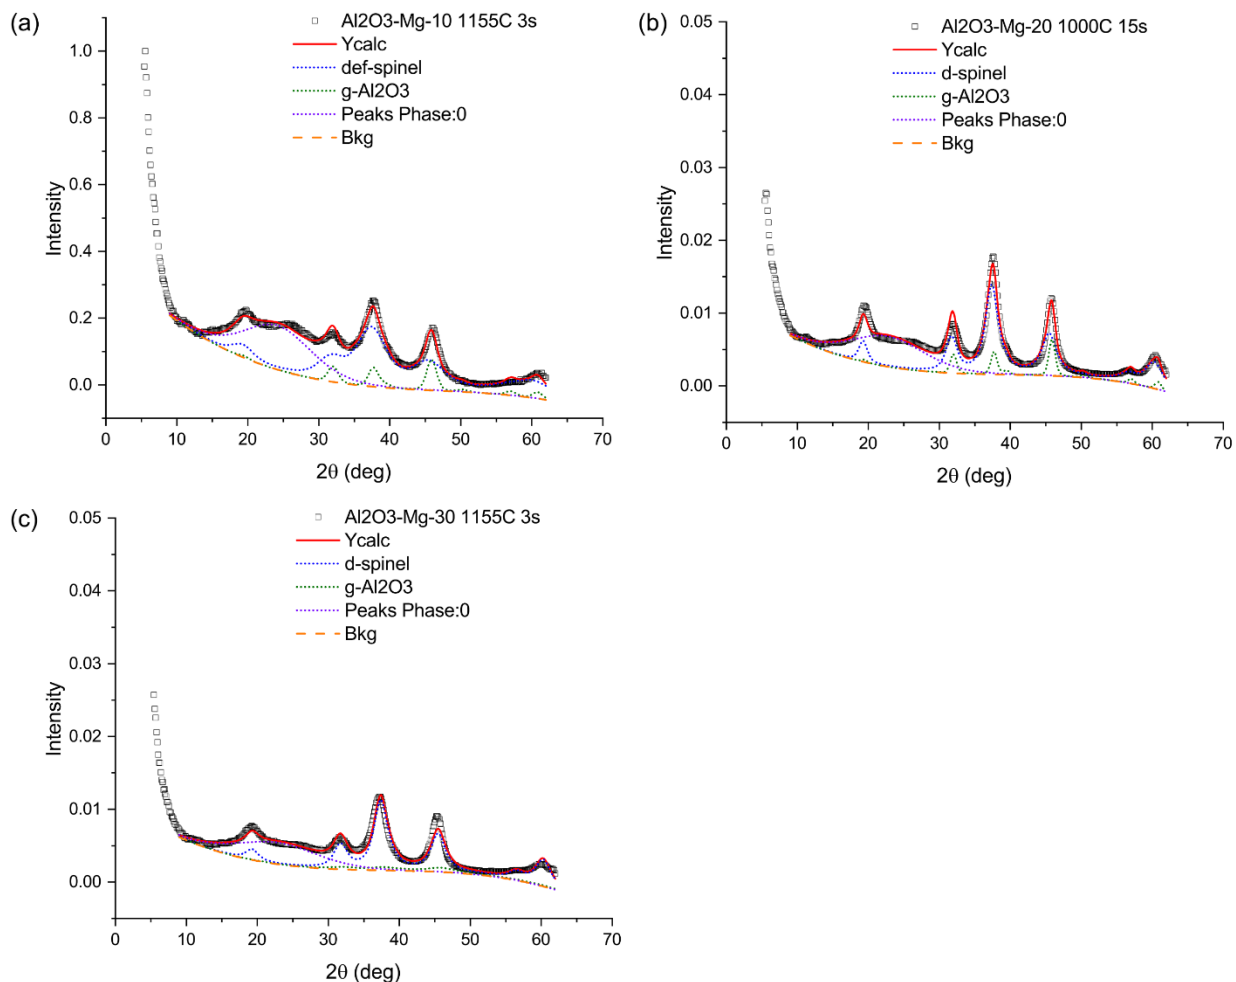 (a)
Al2O3-Mg-10 1155C 3s
Ycalc
def-spinel
g-Al2O3
Peaks Phase:0
Bkg
Intensity
1.0
0.8
0.6
0.4
0.2
0.0
0 10 20 30 40 50 60 70
2θ (deg)
(b)
Al2O3-Mg-20 1000C 15s
Ycalc
d-spinel
g-Al2O3
Peaks Phase:0
Bkg
Intensity
0.05
0.04
0.03
0.02
0.01
0.00
0 10 20 30 40 50 60 70
2θ (deg)
(c)
Al2O3-Mg-30 1155C 3s
Ycalc
d-spinel
g-Al2O3
Peaks Phase:0
Bkg
Intensity
0.05
0.04
0.03
0.02
0.01
0.00
0 10 20 30 40 50 60 70
2θ (deg)